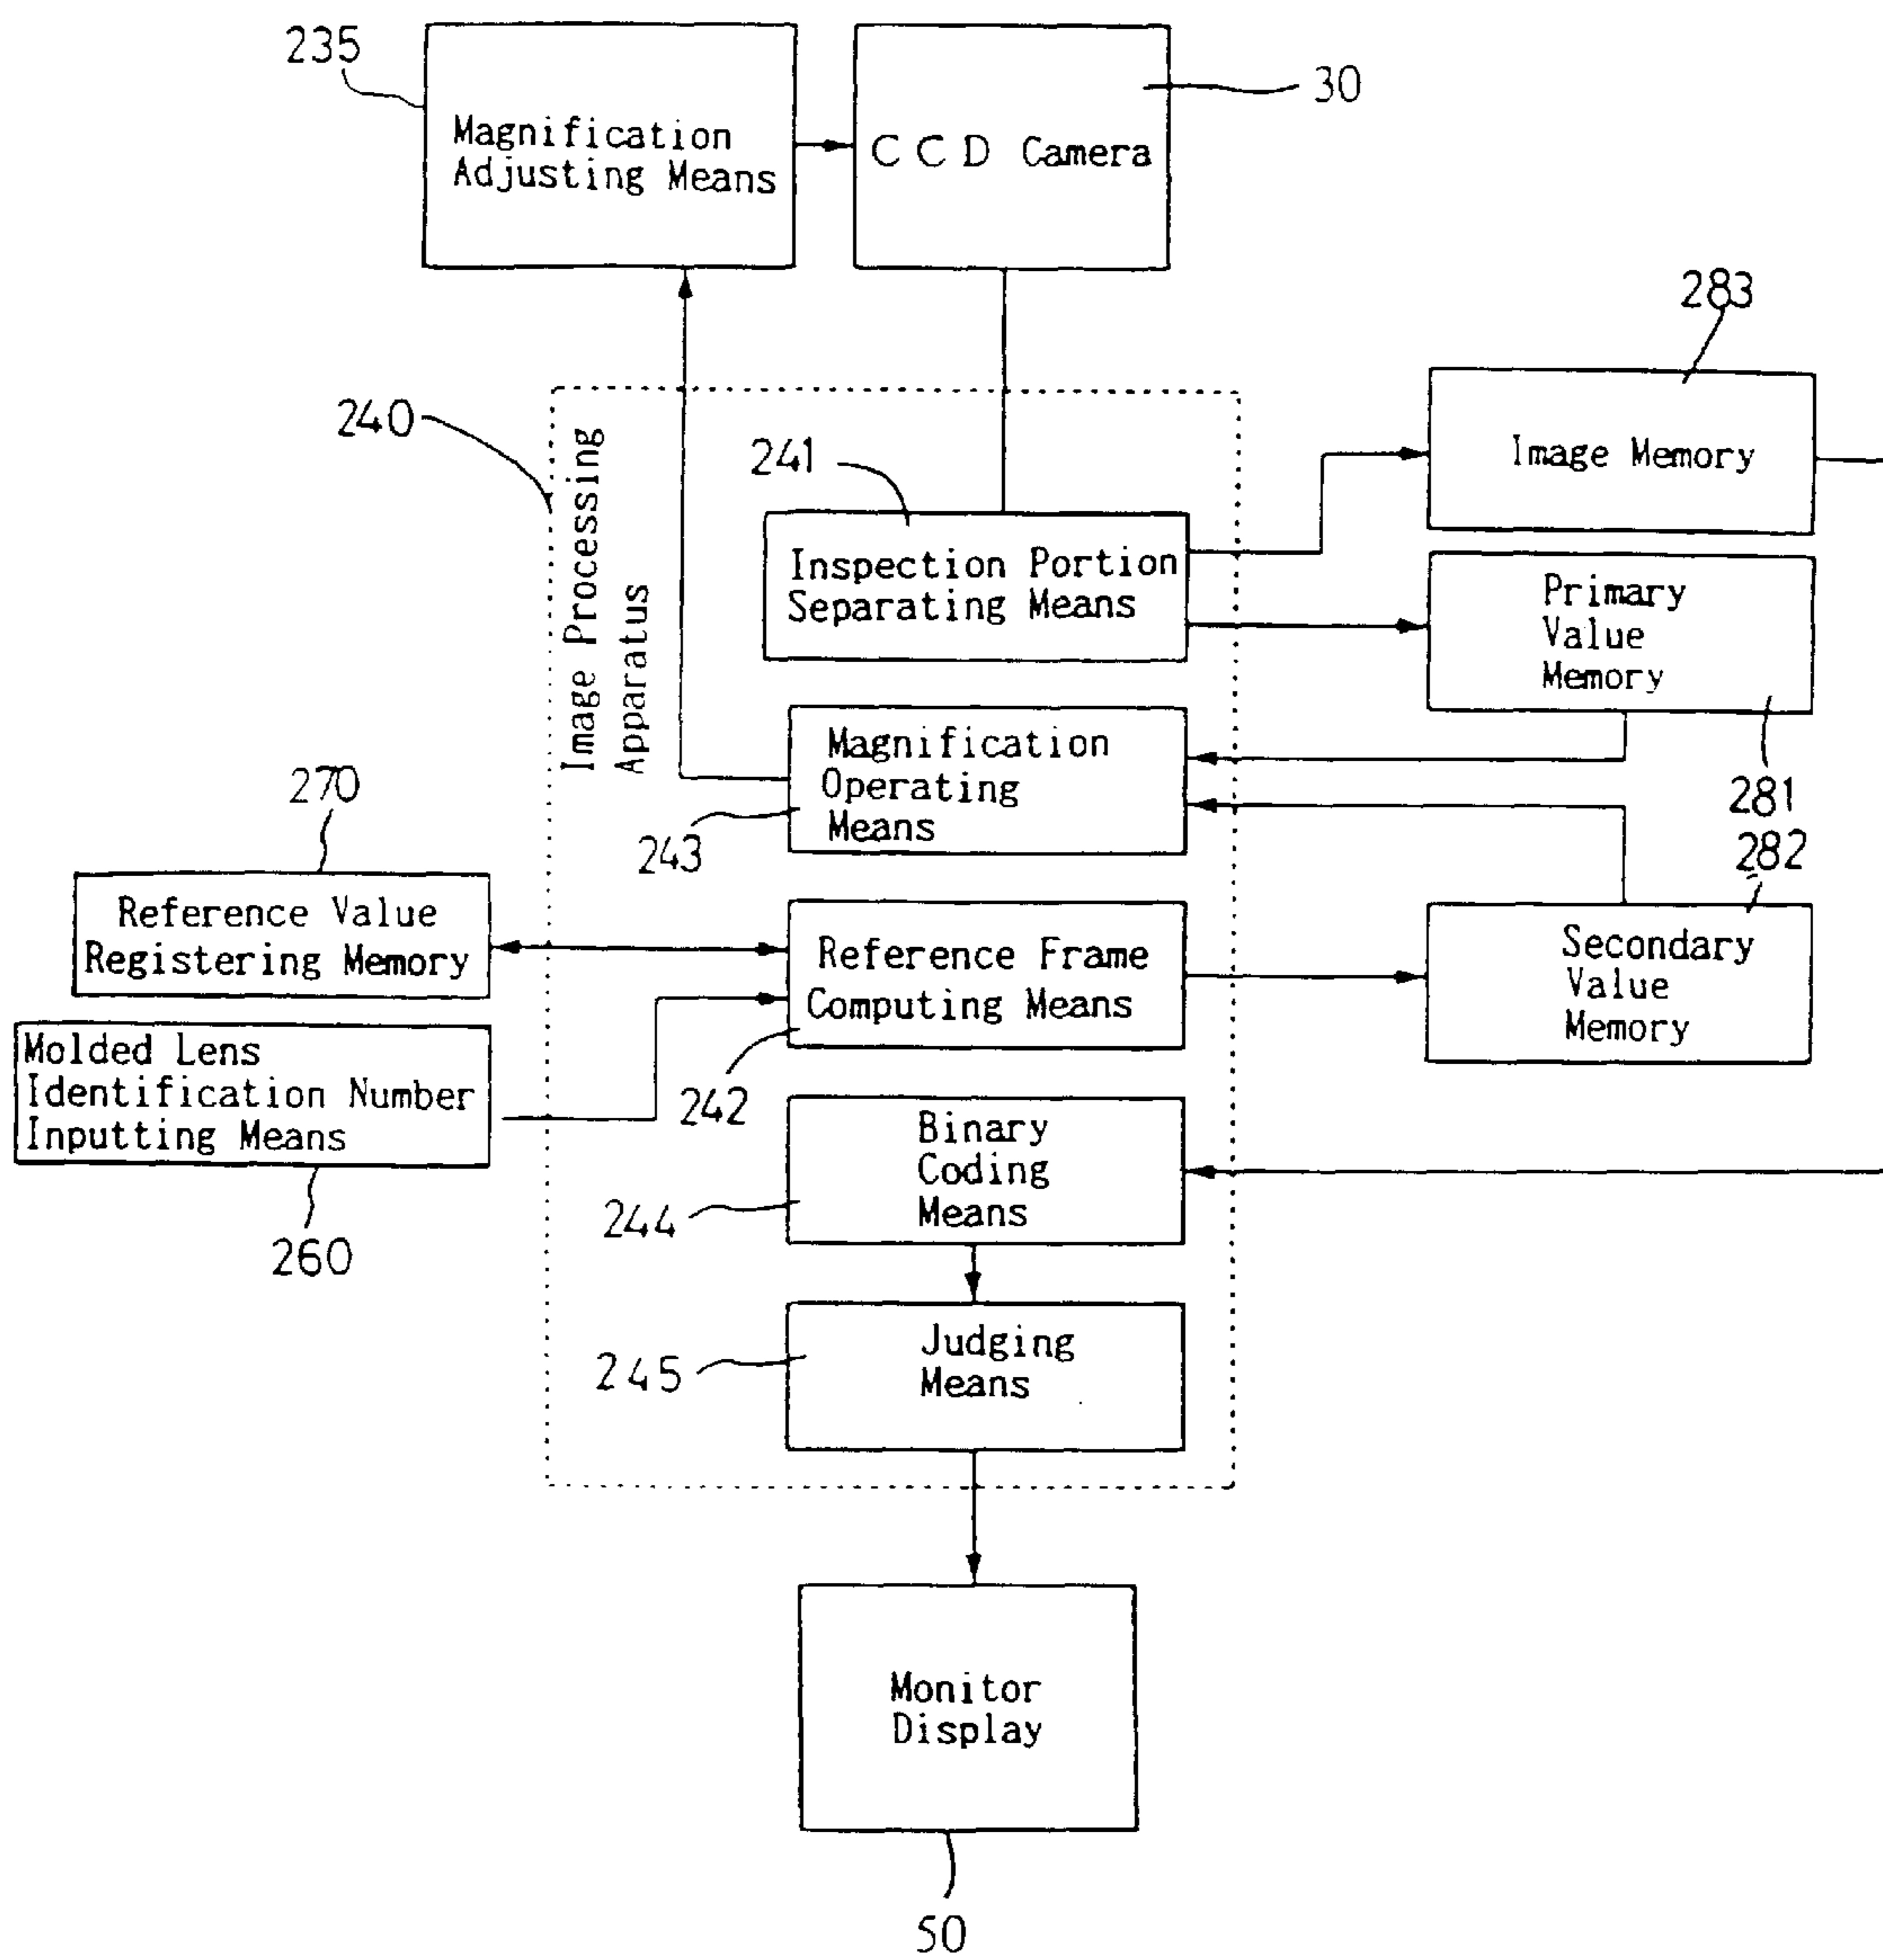 235
Magnification
Adjusting Means
CCD Camera
30
283
Image Memory
240
Image Processing
Apparatus
241
Inspection Portion
Separating Means
Primary
Value
Memory
281
Magnification
Operating
Means
243
282
270
Reference Value
Registering Memory
Reference Frame
Computing Means
242
Secondary
Value
Memory
Molded Lens
Identification Number
Inputting Means
260
Binary
Coding
Means
244
Judging
Means
245
Monitor
Display
50